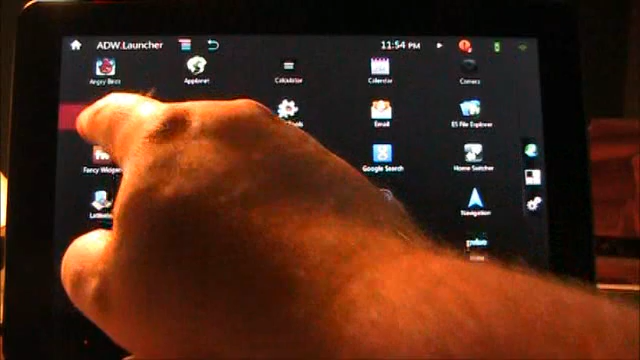 ADW.Launcher 11:54 PM
Angry Birds Appbrain Calculator Calendar Camera
Email ES File Explorer
Fancy Widgets Google Search Home Switcher
Navigation
pulse